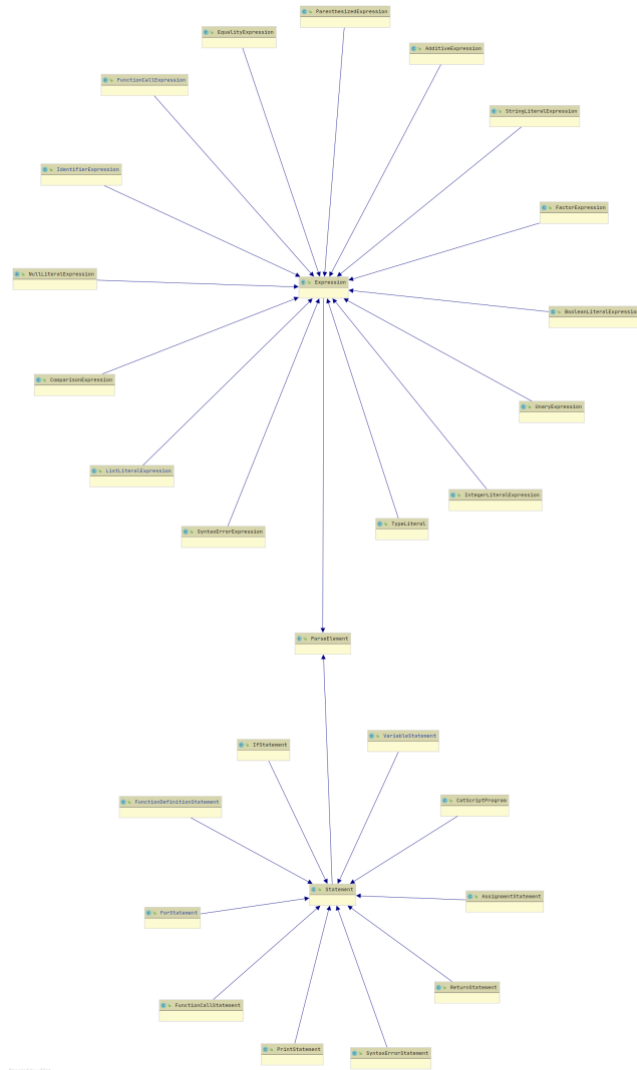 ParenthesizedExpression
EqualityExpression
AdditiveExpression
FunctionCallExpression
StringLiteralExpression
IdentifierExpression
FactorExpression
NullLiteralExpression
Expression
BooleanLiteralExpression
ComparisonExpression
UnaryExpression
ListLiteralExpression
IntegerLiteralExpression
TypeLiteral
SyntaxErrorExpression
ParseElement
VariableStatement
IfStatement
CatScriptProgram
FunctionDefinitionStatement
Statement
AssignmentStatement
ForStatement
ReturnStatement
FunctionCallStatement
PrintStatement
SyntaxErrorStatement